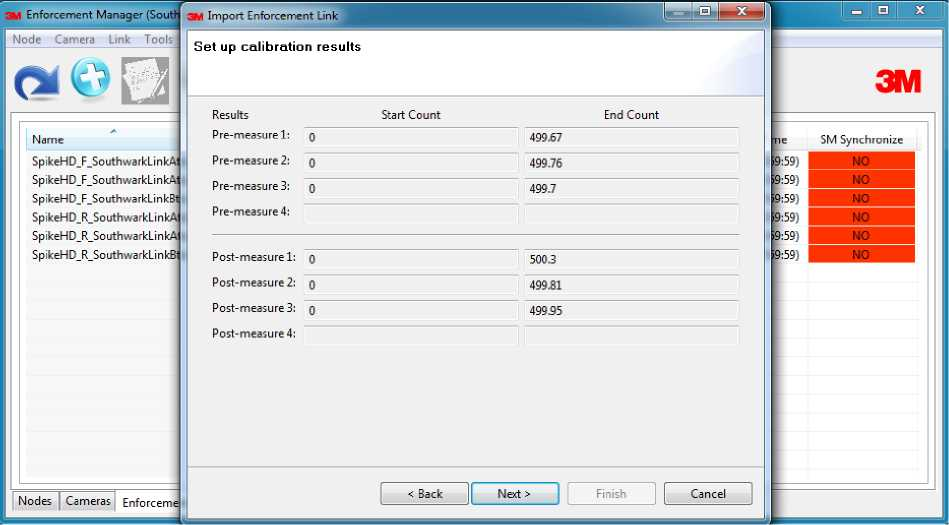 3M Enforcement Manager (South
3M Import Enforcement Link
Node Camera Link Tools
Set up calibration results
3M
Results Start Count End Count
Pre-measure 1: 0 499.67
Pre-measure 2: 0 499.76
Pre-measure 3: 0 499.7
Pre-measure 4:
Post-measure 1: 0 500.3
Post-measure 2: 0 499.81
Post-measure 3: 0 499.95
Post-measure 4:
Name
SpikeHD_F_SouthwarkLinkAt
SpikeHD_F_SouthwarkLinkAt
SpikeHD_F_SouthwarkLinkBt
SpikeHD_R_SouthwarkLinkAt
SpikeHD_R_SouthwarkLinkAt
SpikeHD_R_SouthwarkLinkBt
me SM Synchronize
59:59) NO
59:59) NO
59:59) NO
59:59) NO
59:59) NO
59:59) NO
< Back Next > Finish Cancel
Nodes Cameras Enforceme